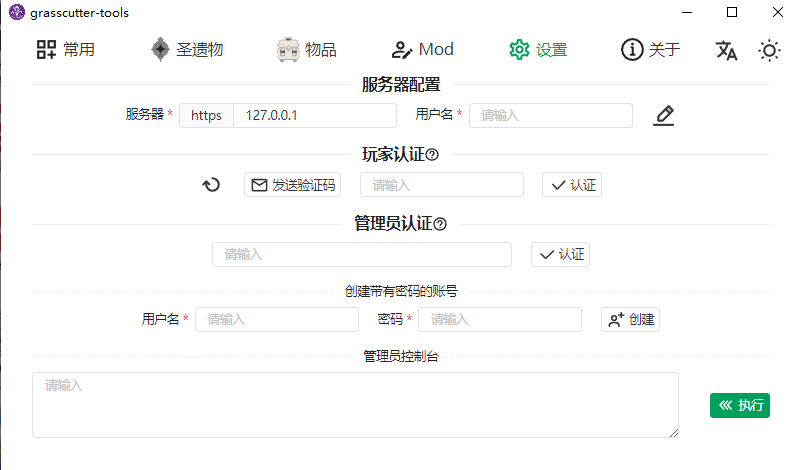 grasscutter-tools
常用 圣遗物 物品 Mod 设置 关于
服务器配置
服务器 * https 127.0.0.1 用户名 * 请输入
玩家认证
发送验证码 请输入 认证
管理员认证
请输入 认证
创建带有密码的账号
用户名 * 请输入 密码 * 请输入 创建
管理员控制台
请输入
执行